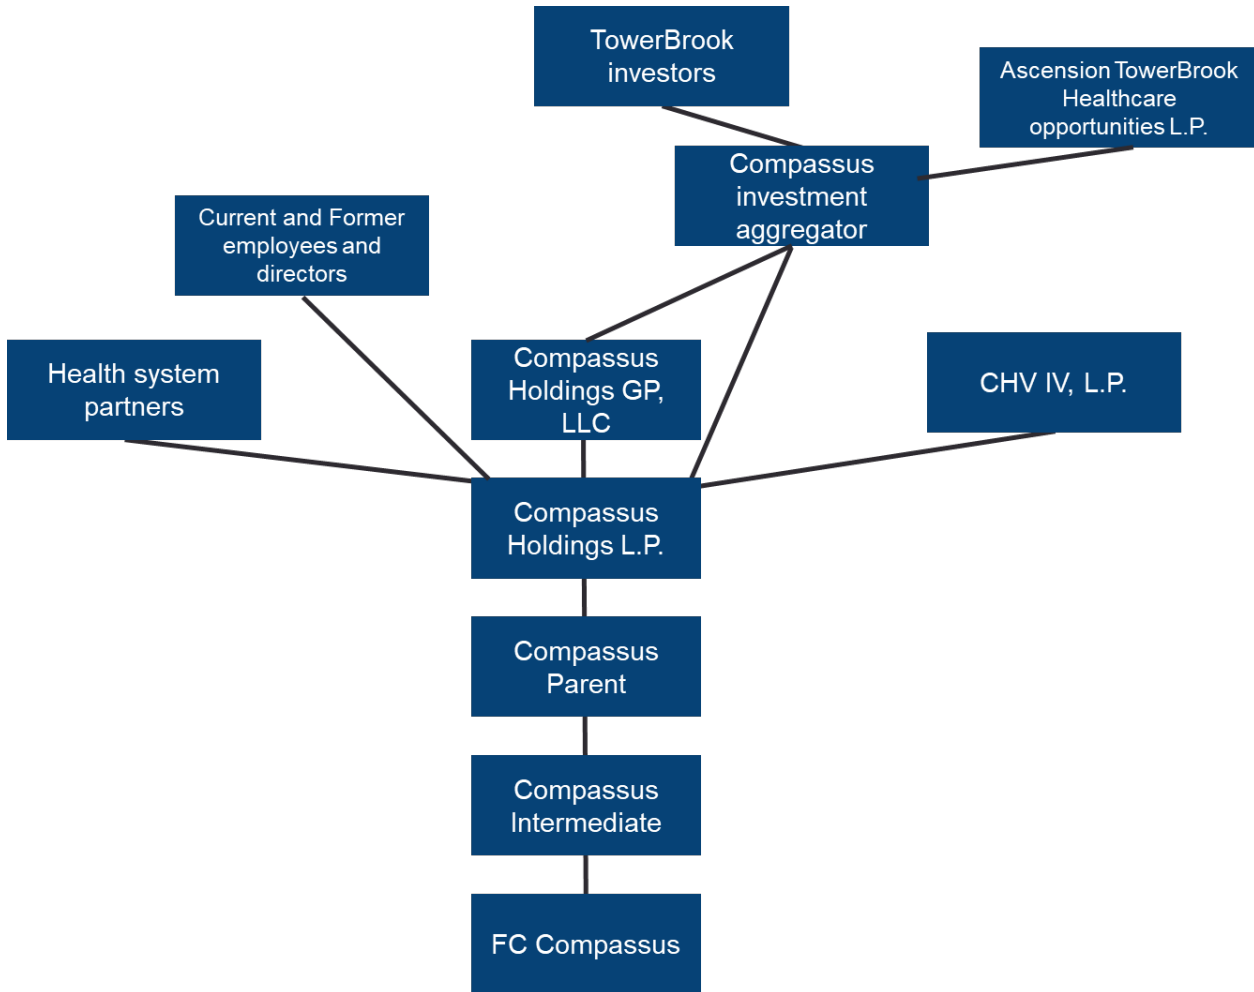 TowerBrook
investors
Ascension TowerBrook
Healthcare
opportunities L.P.
Compassus
investment
aggregator
Current and Former
employees and
directors
Health system
partners
Compassus
Holdings GP,
LLC
CHV IV, L.P.
Compassus
Holdings L.P.
Compassus
Parent
Compassus
Intermediate
FC Compassus